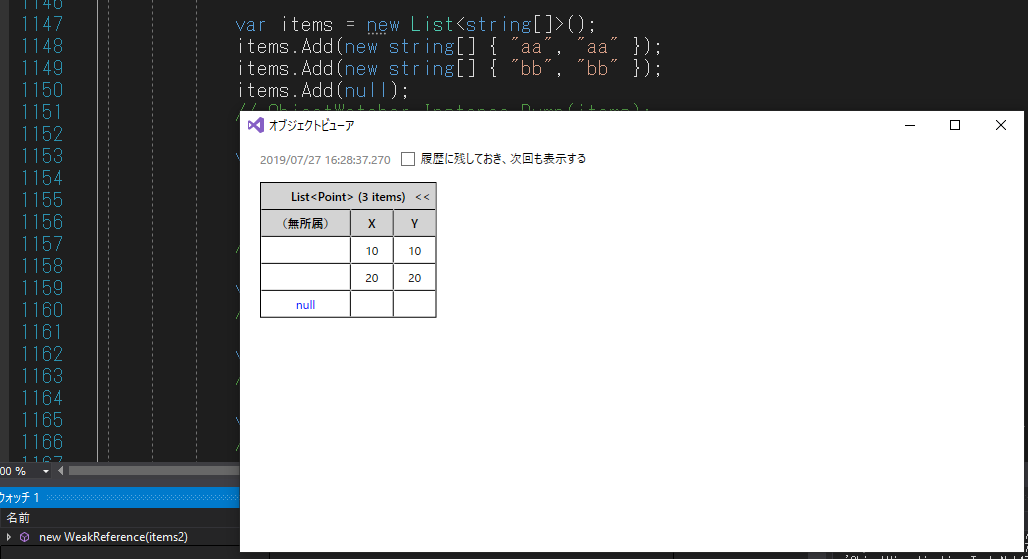 1146
1147 var items = new List<string[]>();
1148 items.Add(new string[] { "aa", "aa" });
1149 items.Add(new string[] { "bb", "bb" });
1150 items.Add(null);
1151 // ObjectWatcher.Instance.Dump(items);
1152
1153
1154
1155
1156
1157
1158
1159
1160
1161
1162
1163
1164
1165
1166
1167
オブジェクトビューア
2019/07/27 16:28:37.270 履歴に残しておき、次回も表示する
List<Point> (3 items) <<
（無所属） X Y
10 10
20 20
null
00 %
ウォッチ 1
名前
new WeakReference(items2)